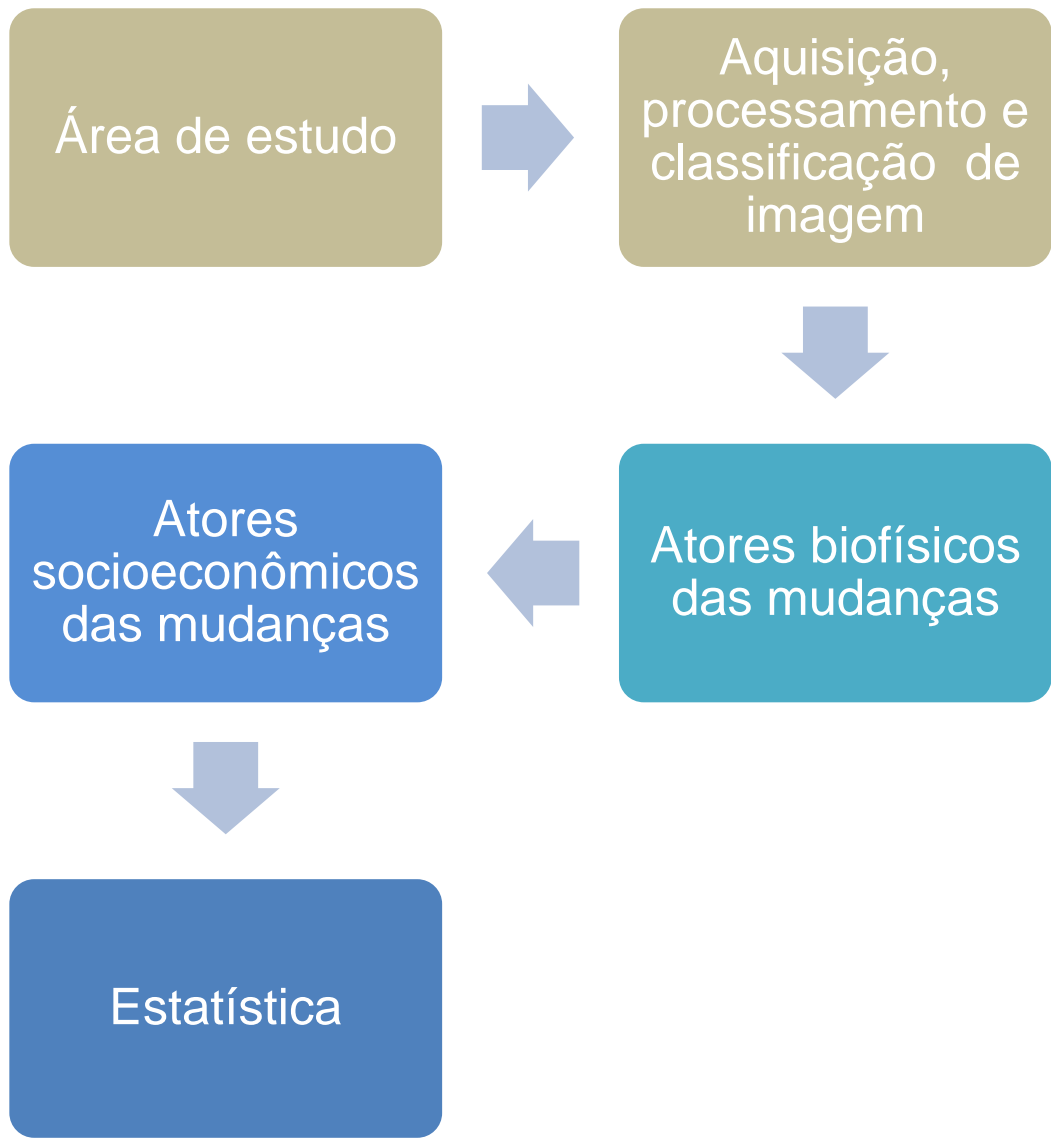 Área de estudo
Aquisição,
processamento e
classificação de
imagem
Atores biofísicos
das mudanças
Atores
socioeconômicos
das mudanças
Estatística